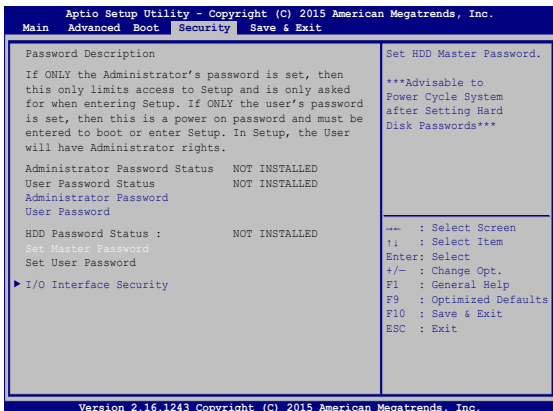 Aptio Setup Utility - Copyright (C) 2015 American Megatrends, Inc.
Main Advanced Boot Security Save & Exit
Password Description
If ONLY the Administrator's password is set, then
this only limits access to Setup and is only asked
for when entering Setup. If ONLY the user's password
is set, then this is a power on password and must be
entered to boot or enter Setup. In Setup, the User
will have Administrator rights.
Administrator Password Status NOT INSTALLED
User Password Status NOT INSTALLED
Administrator Password
User Password
HDD Password Status : NOT INSTALLED
Set Master Password
Set User Password
I/O Interface Security
Set HDD Master Password.
***Advisable to
Power Cycle System
after Setting Hard
Disk Passwords***
→← : Select Screen
↑↓ : Select Item
Enter: Select
+/— : Change Opt.
F1 : General Help
F9 : Optimized Defaults
F10 : Save & Exit
ESC : Exit
Version 2.16.1243 Copyright (C) 2015 American Megatrends, Inc.